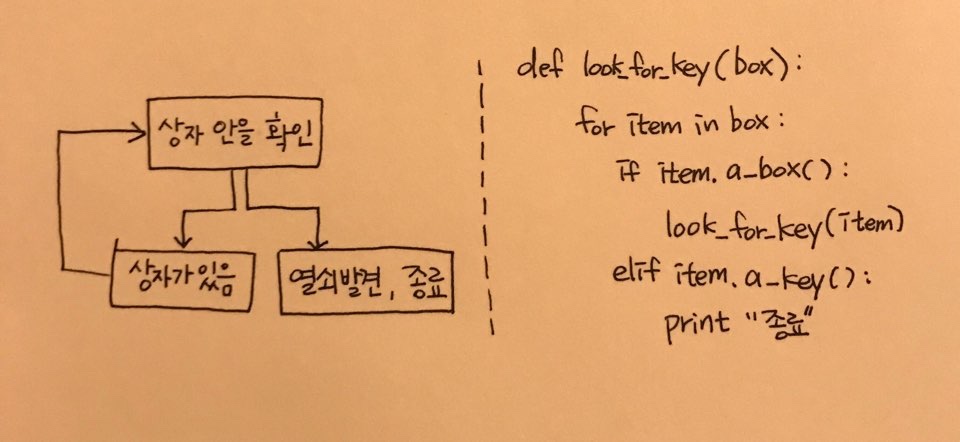 상자 안을 확인
상자가 있음
열쇠발견, 종료
def look_for_key(box):
for item in box:
if item.a_box():
look_for_key(item)
elif item.a_key():
print "종료"